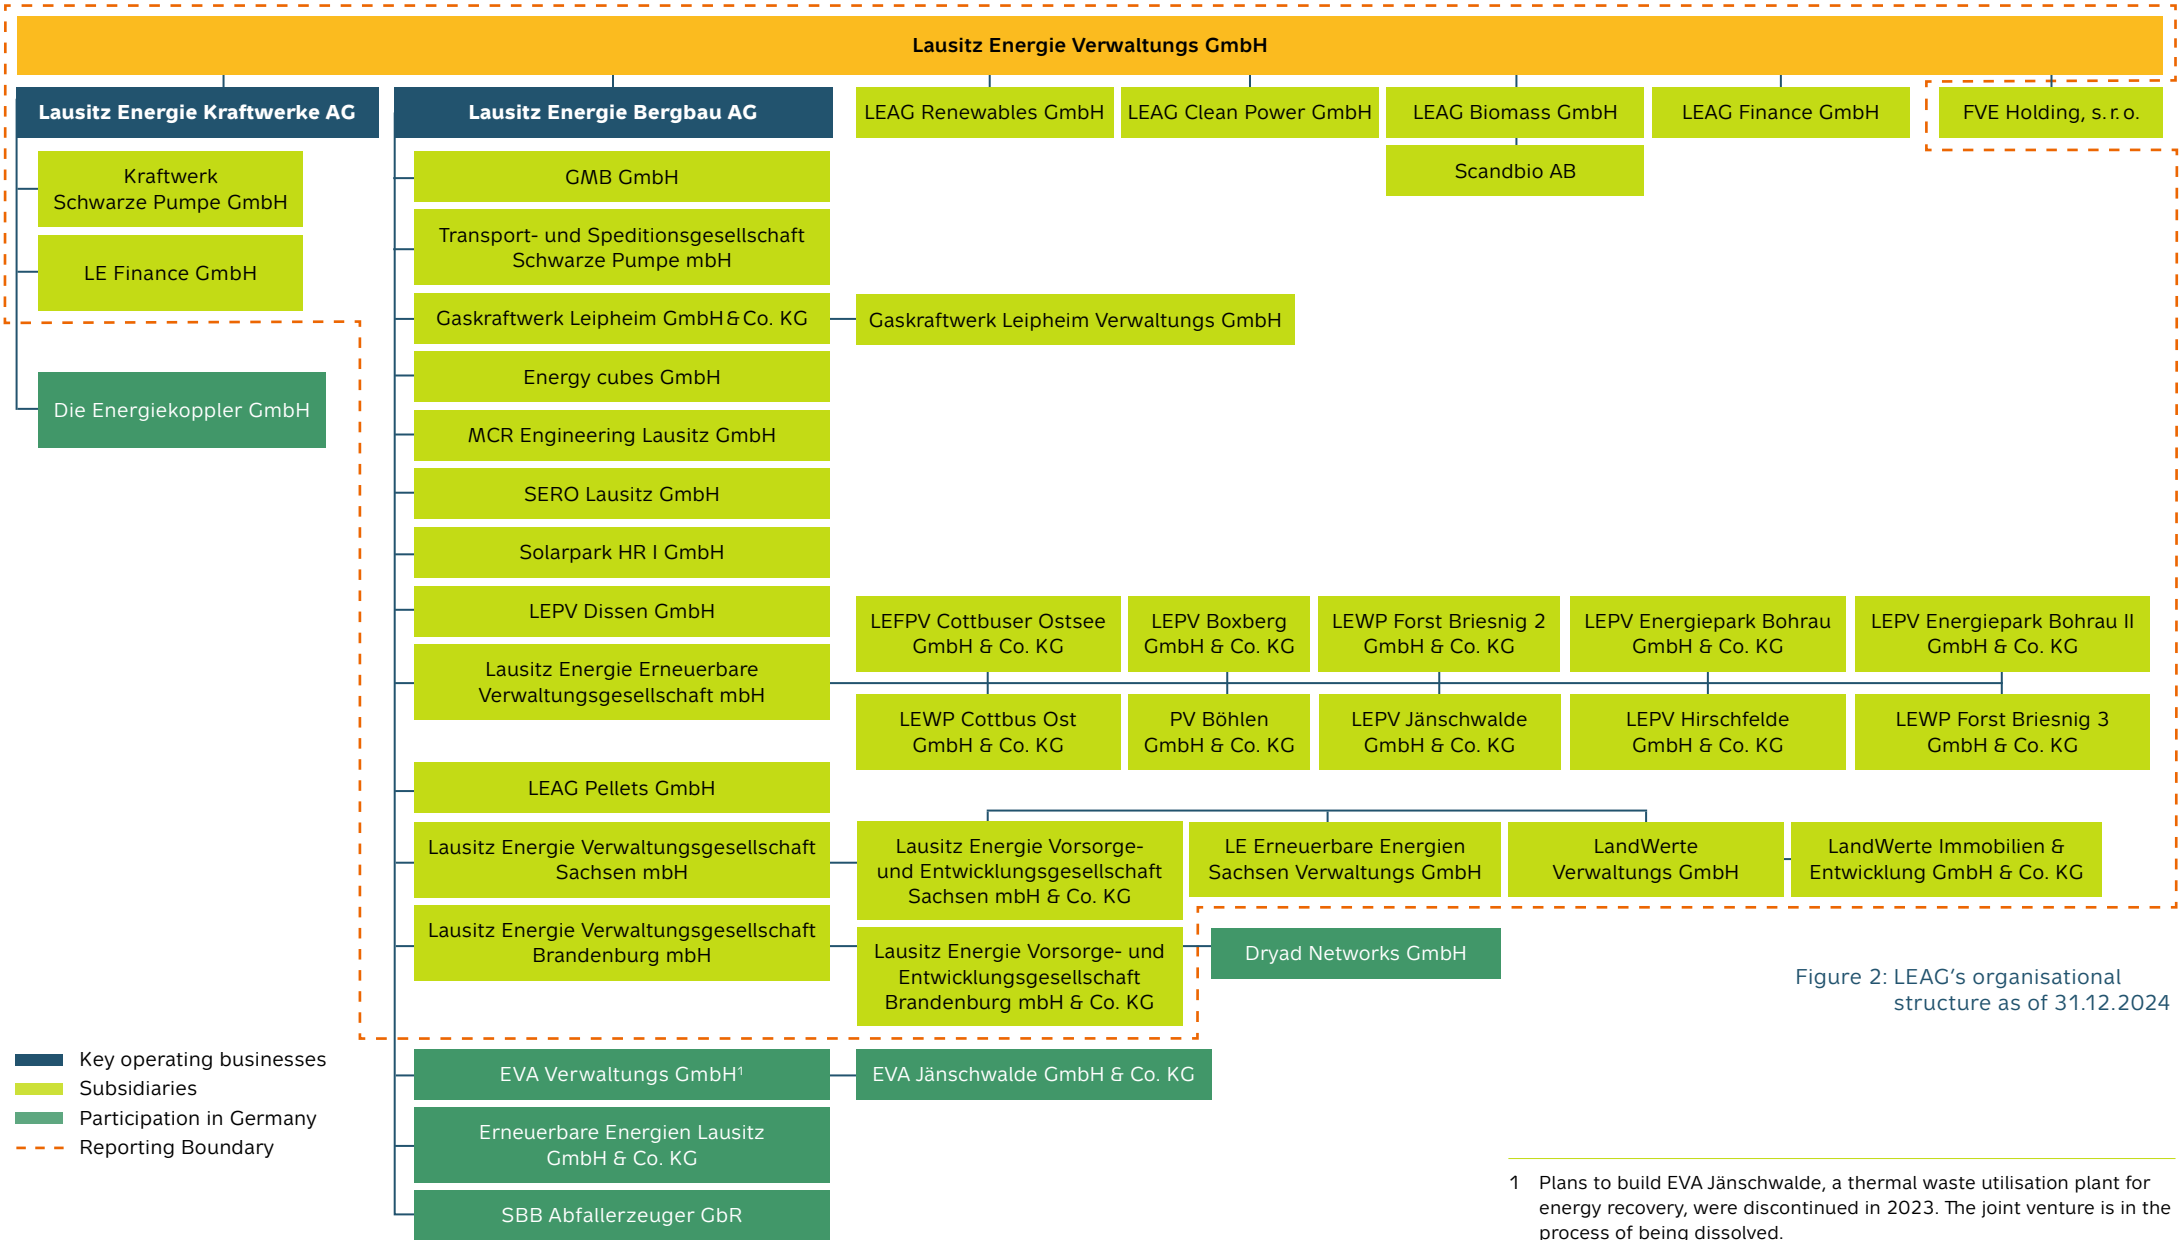 Lausitz Energie Verwaltungs GmbH
Lausitz Energie Kraftwerke AG
Lausitz Energie Bergbau AG
LEAG Renewables GmbH
LEAG Clean Power GmbH
LEAG Biomass GmbH
LEAG Finance GmbH
FVE Holding, s.r.o.
Scandbio AB
Kraftwerk
Schwarze Pumpe GmbH
LE Finance GmbH
Die Energiekoppler GmbH
GMB GmbH
Transport- und Speditionsgesellschaft
Schwarze Pumpe mbH
Gaskraftwerk Leipheim GmbH & Co. KG
Gaskraftwerk Leipheim Verwaltungs GmbH
Energy cubes GmbH
MCR Engineering Lausitz GmbH
SERO Lausitz GmbH
Solarpark HR I GmbH
LEPV Dissen GmbH
Lausitz Energie Erneuerbare
Verwaltungsgesellschaft mbH
LEFPV Cottbuser Ostsee
GmbH & Co. KG
LEPV Boxberg
GmbH & Co. KG
LEWP Forst Briesnig 2
GmbH & Co. KG
LEPV Energiepark Bohrau
GmbH & Co. KG
LEPV Energiepark Bohrau II
GmbH & Co. KG
LEWP Cottbus Ost
GmbH & Co. KG
PV Böhlen
GmbH & Co. KG
LEPV Jänschwalde
GmbH & Co. KG
LEPV Hirschfelde
GmbH & Co. KG
LEWP Forst Briesnig 3
GmbH & Co. KG
LEAG Pellets GmbH
Lausitz Energie Verwaltungsgesellschaft
Sachsen mbH
Lausitz Energie Vorsorge-
und Entwicklungsgesellschaft
Sachsen mbH & Co. KG
LE Erneuerbare Energien
Sachsen Verwaltungs GmbH
LandWerte
Verwaltungs GmbH
LandWerte Immobilien &
Entwicklung GmbH & Co. KG
Lausitz Energie Verwaltungsgesellschaft
Brandenburg mbH
Lausitz Energie Vorsorge- und
Entwicklungsgesellschaft
Brandenburg mbH & Co. KG
Dryad Networks GmbH
Figure 2: LEAG's organisational
structure as of 31.12.2024
EVA Verwaltungs GmbH¹
EVA Jänschwalde GmbH & Co. KG
Erneuerbare Energien Lausitz
GmbH & Co. KG
SBB Abfallerzeuger GbR
Key operating businesses
Subsidiaries
Participation in Germany
Reporting Boundary
1 Plans to build EVA Jänschwalde, a thermal waste utilisation plant for
energy recovery, were discontinued in 2023. The joint venture is in the
process of being dissolved.